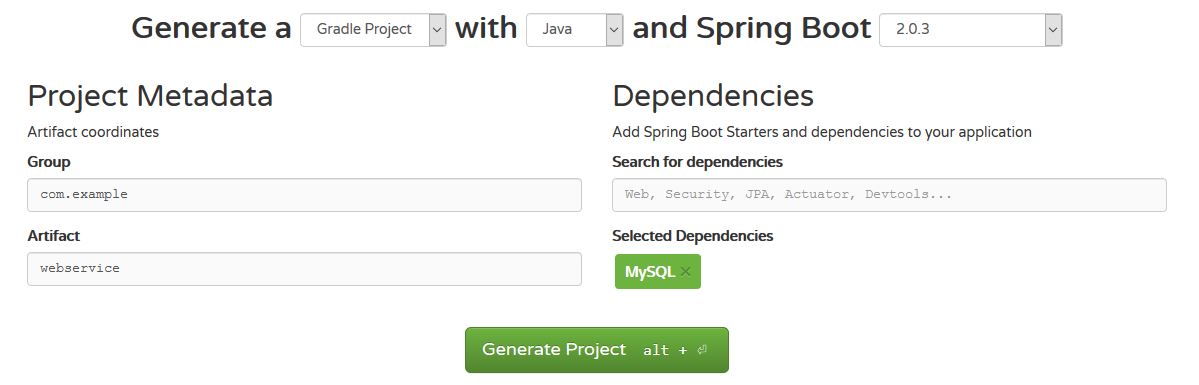 Generate a Gradle Project with Java and Spring Boot 2.0.3
Project Metadata
Artifact coordinates
Group
com.example
Artifact
webservice
Dependencies
Add Spring Boot Starters and dependencies to your application
Search for dependencies
Web, Security, JPA, Actuator, Devtools...
Selected Dependencies
MySQL ×
Generate Project alt + ⏎